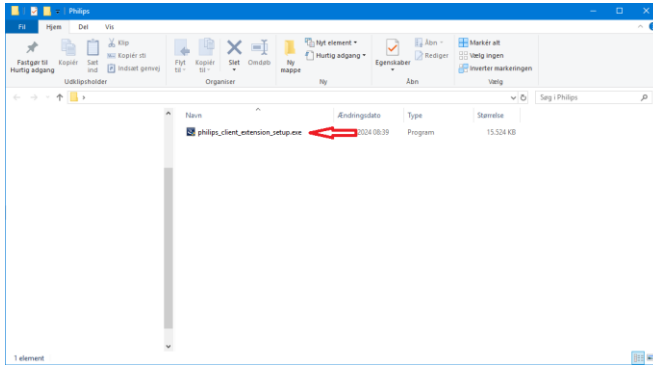 Philips
Fil Hjem Del Vis
Fastgør til Hurtig adgang
Kopiér
Sæt ind
Klip
Kopiér sti
Indsæt genvej
Udklipsholder
Flyt til
Kopiér til
Slet
Omdøb
Organiser
Ny mappe
Nyt element
Hurtig adgang
Ny
Egenskaber
Åbn
Rediger
Åbn
Markér alt
Vælg ingen
Inverter markeringen
Vælg
Søg i Philips
Navn Ændringsdato Type Størrelse
philips_client_extension_setup.exe 2024 08:39 Program 15.524 KB
1 element